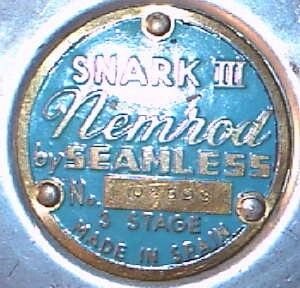 SNARK III
Nemrod
by SEAMLESS
No.
STAGE
MADE IN SPAIN